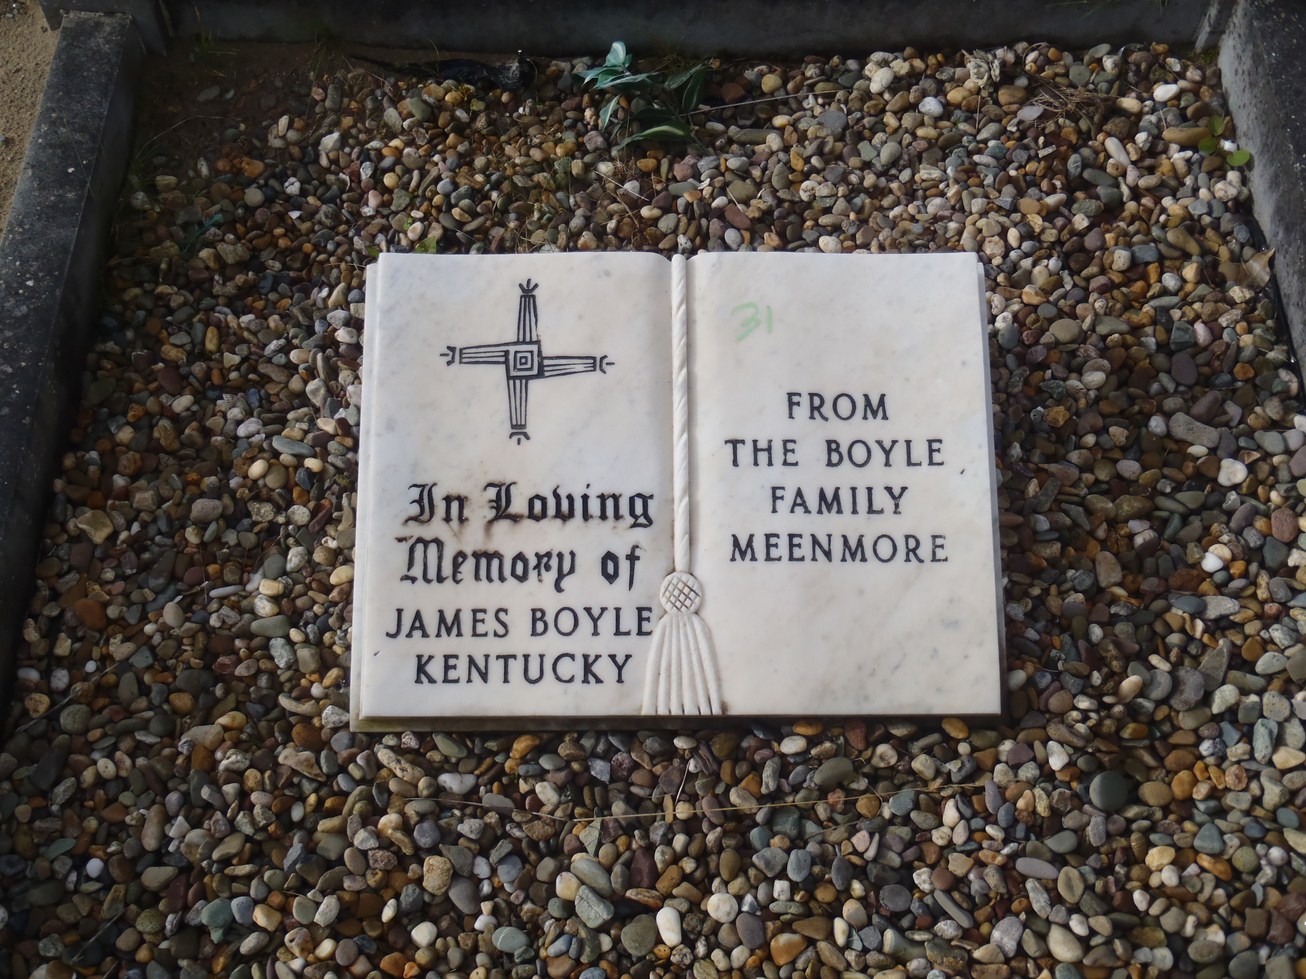 In Loving
Memory of
JAMES BOYLE
KENTUCKY
31
FROM
THE BOYLE
FAMILY
MEENMORE